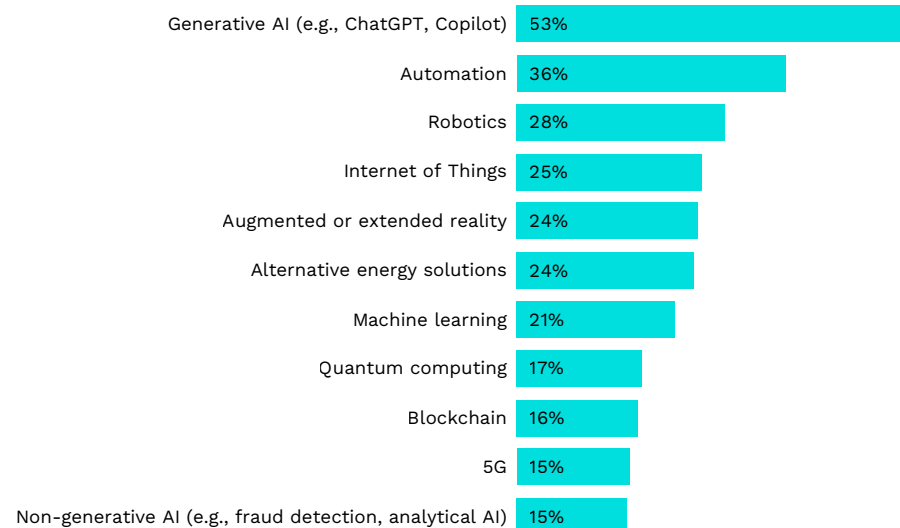 Generative AI (e.g., ChatGPT, Copilot) 53%
Automation 36%
Robotics 28%
Internet of Things 25%
Augmented or extended reality 24%
Alternative energy solutions 24%
Machine learning 21%
Quantum computing 17%
Blockchain 16%
5G 15%
Non-generative AI (e.g., fraud detection, analytical AI) 15%